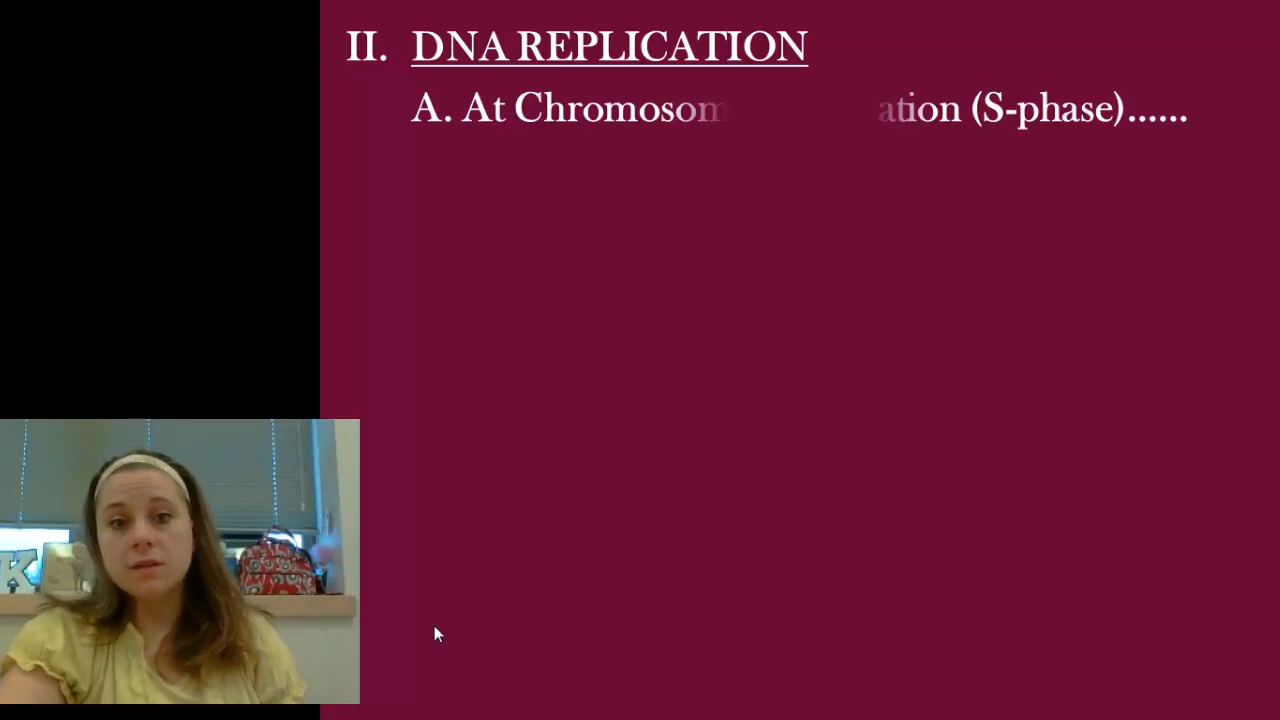 II. DNA REPLICATION
A. At Chromosom ation (S-phase)......
K